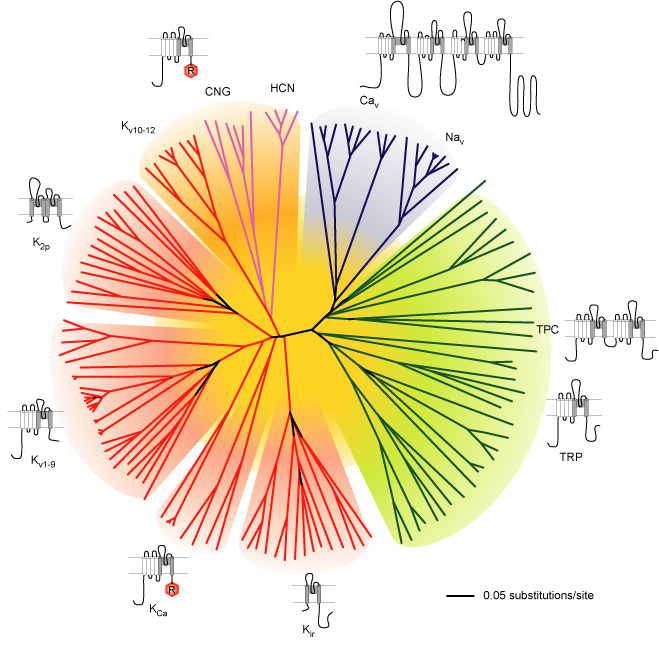 R
CNG
HCN
Cav
Kv10-12
Nav
K2p
TPC
TRP
Kv1-9
R
KCa
Kir
0.05 substitutions/site